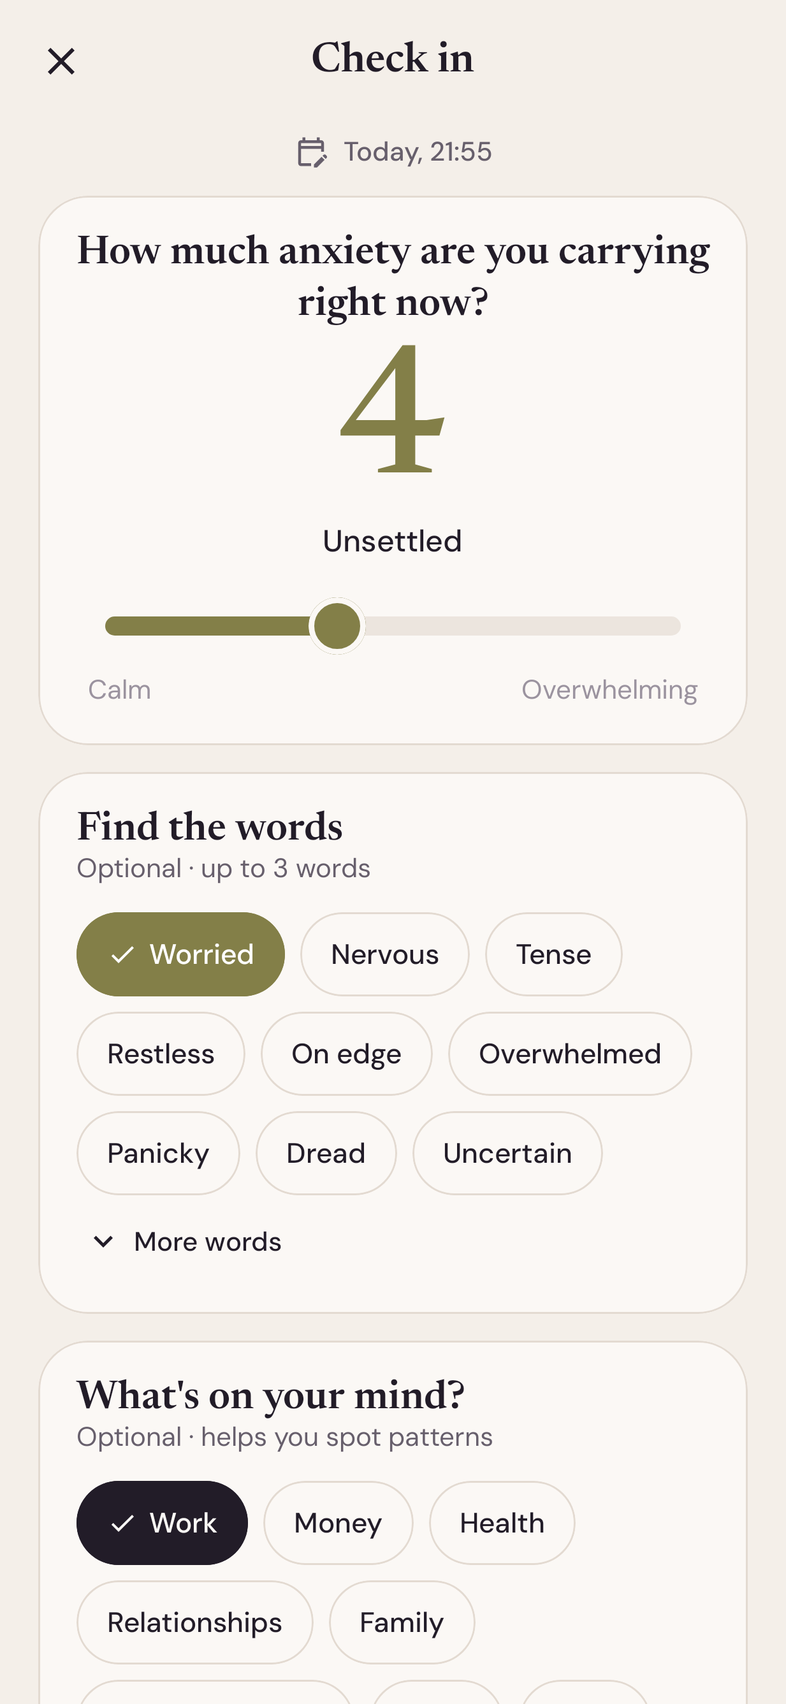 Check in
Today, 21:55
How much anxiety are you carrying
right now?
4
Unsettled
Calm Overwhelming
Find the words
Optional · up to 3 words
Worried Nervous Tense
Restless On edge Overwhelmed
Panicky Dread Uncertain
More words
What's on your mind?
Optional · helps you spot patterns
Work Money Health
Relationships Family